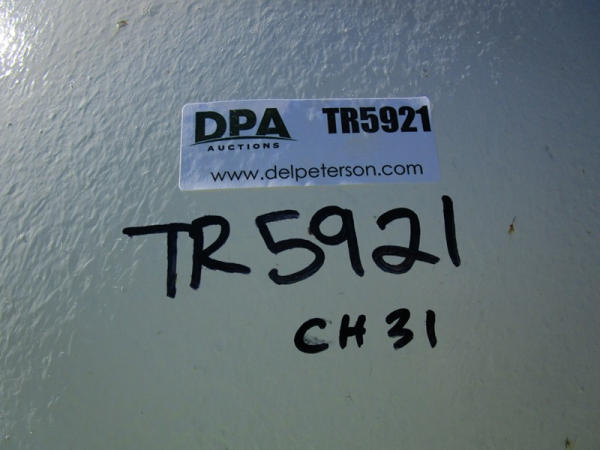 DPA TR5921
AUCTIONS
www.delpeterson.com
TR5921
CH31